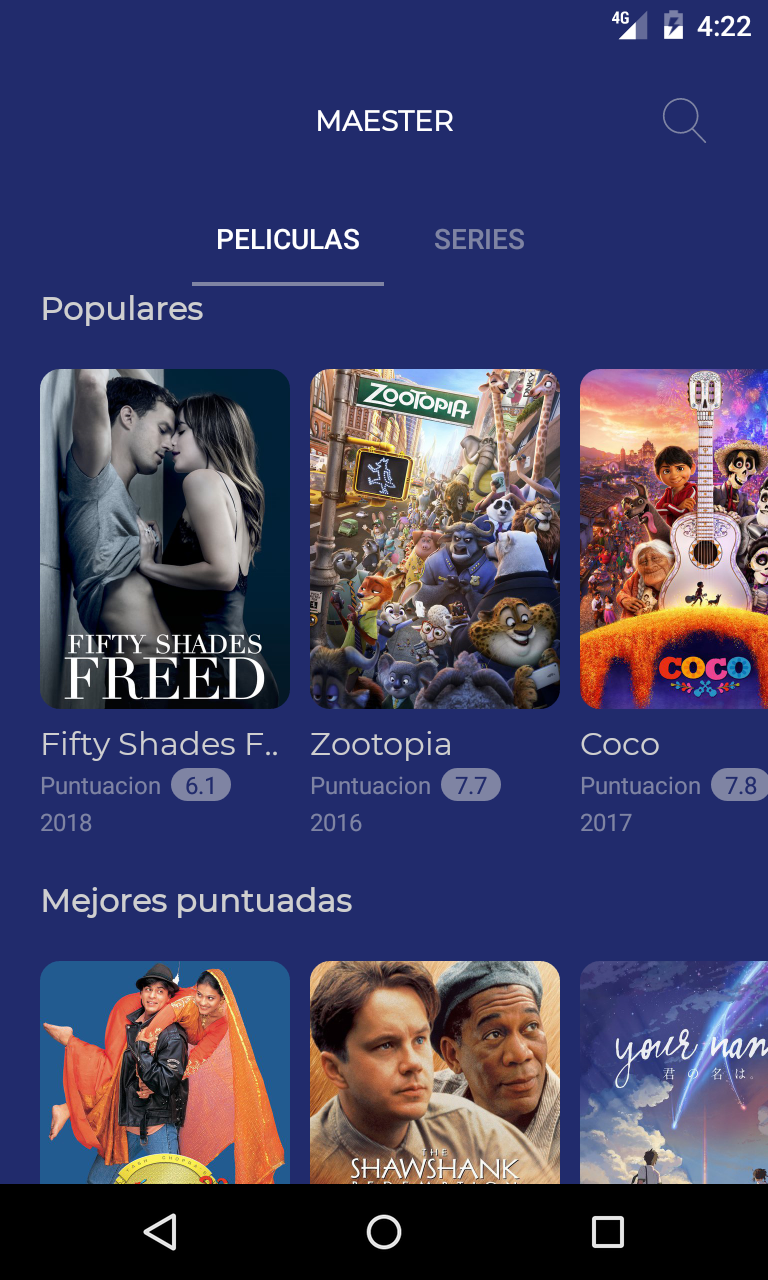 4G 4:22
MAESTER
PELICULAS SERIES
Populares
ZOOTOPIA
FIFTY SHADES
FREED
COCO
Fifty Shades F.. Zootopia Coco
Puntuacion 6.1 Puntuacion 7.7 Puntuacion 7.8
2018 2016 2017
Mejores puntuadas
your nam
君の名は。
YASH CHOPRA'S
THE
SHAWSHANK